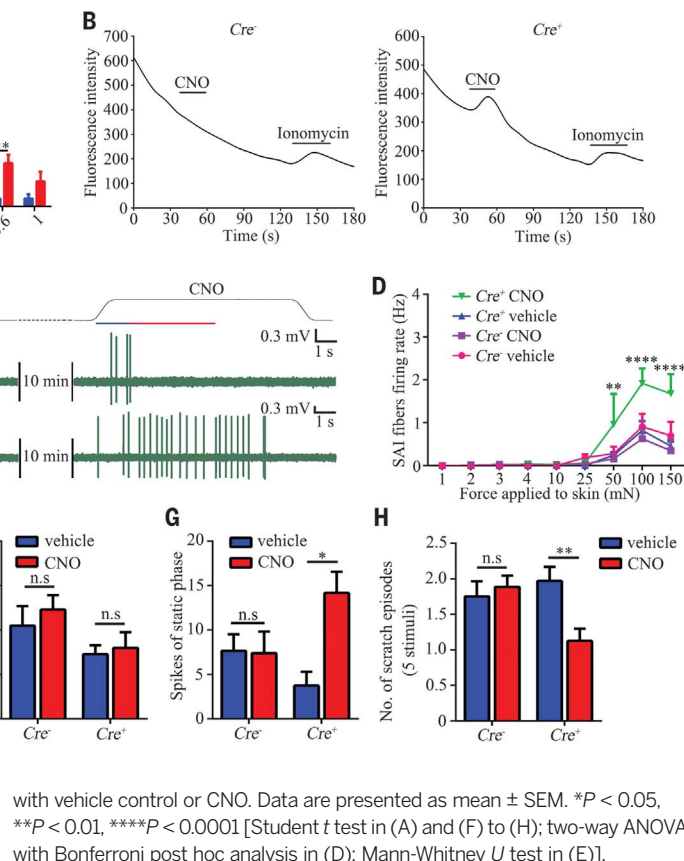 B
Cre-
Cre+
Fluorescence intensity
700
600
500
400
300
200
100
0
CNO
Ionomycin
0 30 60 90 120 150 180
Time (s)
Fluorescence intensity
600
500
400
300
200
100
0
CNO
Ionomycin
0 30 60 90 120 150 180
Time (s)
*
1
CNO
0.3 mV
1 s
10 min
0.3 mV
1 s
10 min
D
SAI fibers firing rate (Hz)
4
3
2
1
0
Cre+ CNO
Cre+ vehicle
Cre- CNO
Cre- vehicle
**
****
****
1 2 3 4 10 25 50 100 150
Force applied to skin (mN)
vehicle
CNO
n.s
n.s
Cre-
Cre+
G
Spikes of static phase
20
15
10
5
0
vehicle
CNO
n.s
*
Cre-
Cre+
H
No. of scratch episodes
(5 stimuli)
2.5
2.0
1.5
1.0
0.5
0
n.s
**
vehicle
CNO
Cre-
Cre+
with vehicle control or CNO. Data are presented as mean ± SEM. *P < 0.05,
**P < 0.01, ****P < 0.0001 [Student t test in (A) and (F) to (H); two-way ANOVA
with Bonferroni post hoc analysis in (D); Mann-Whitney U test in (E)].